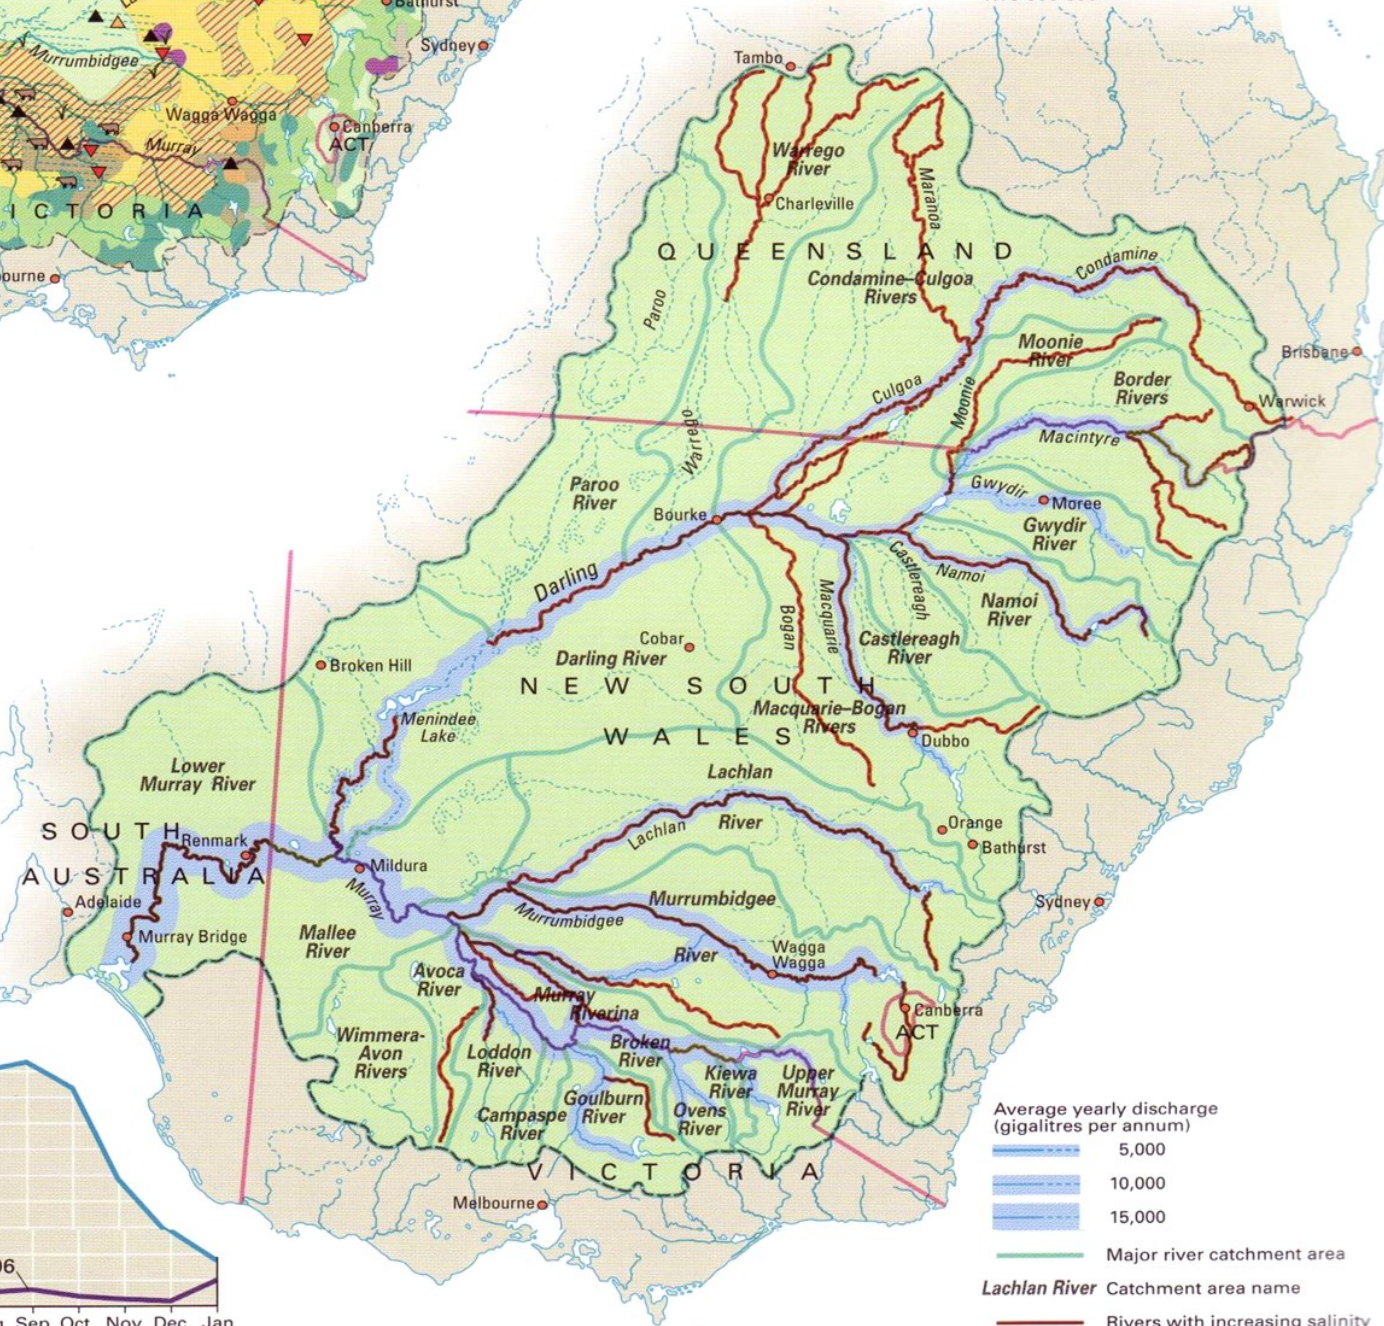 Bathurst
Sydney
Murrumbidgee
Wagga Wagga
Canberra
ACT
Murray
ICTORIA
ourne
Tambo
Warrego
River
Charleville
Maranoa
QUEENSLAND
Condamine
Condamine–Culgoa
Rivers
Paroo
Moonie
River
Brisbane
Border
Rivers
Culgoa
Moonie
Warwick
Warrego
Macintyre
Paroo
River
Gwydir
Moree
Bourke
Gwydir
River
Darling
Castlereagh
Namoi
Macquarie
Bogan
Namoi
River
Cobar
Darling River
Castlereagh
River
Broken Hill
NEW SOUTH
WALES
Macquarie–Bogan
Rivers
Menindee
Lake
Dubbo
Lower
Murray River
Lachlan
River
Lachlan
Orange
Bathurst
SOUTH
AUSTRALIA
Renmark
Mildura
Murray
Adelaide
Murray Bridge
Murrumbidgee
River
Murrumbidgee
Sydney
Wagga
Wagga
Mallee
River
Avoca
River
Murray
Riverina
Canberra
ACT
Wimmera-
Avon
Rivers
Loddon
River
Broken
River
Kiewa
River
Upper
Murray
River
Goulburn
River
Campaspe
River
Ovens
River
VICTORIA
Melbourne
Average yearly discharge
(gigalitres per annum)
5,000
10,000
15,000
Major river catchment area
Lachlan River Catchment area name
Rivers with increasing salinity
06
Sep Oct Nov Dec Jan